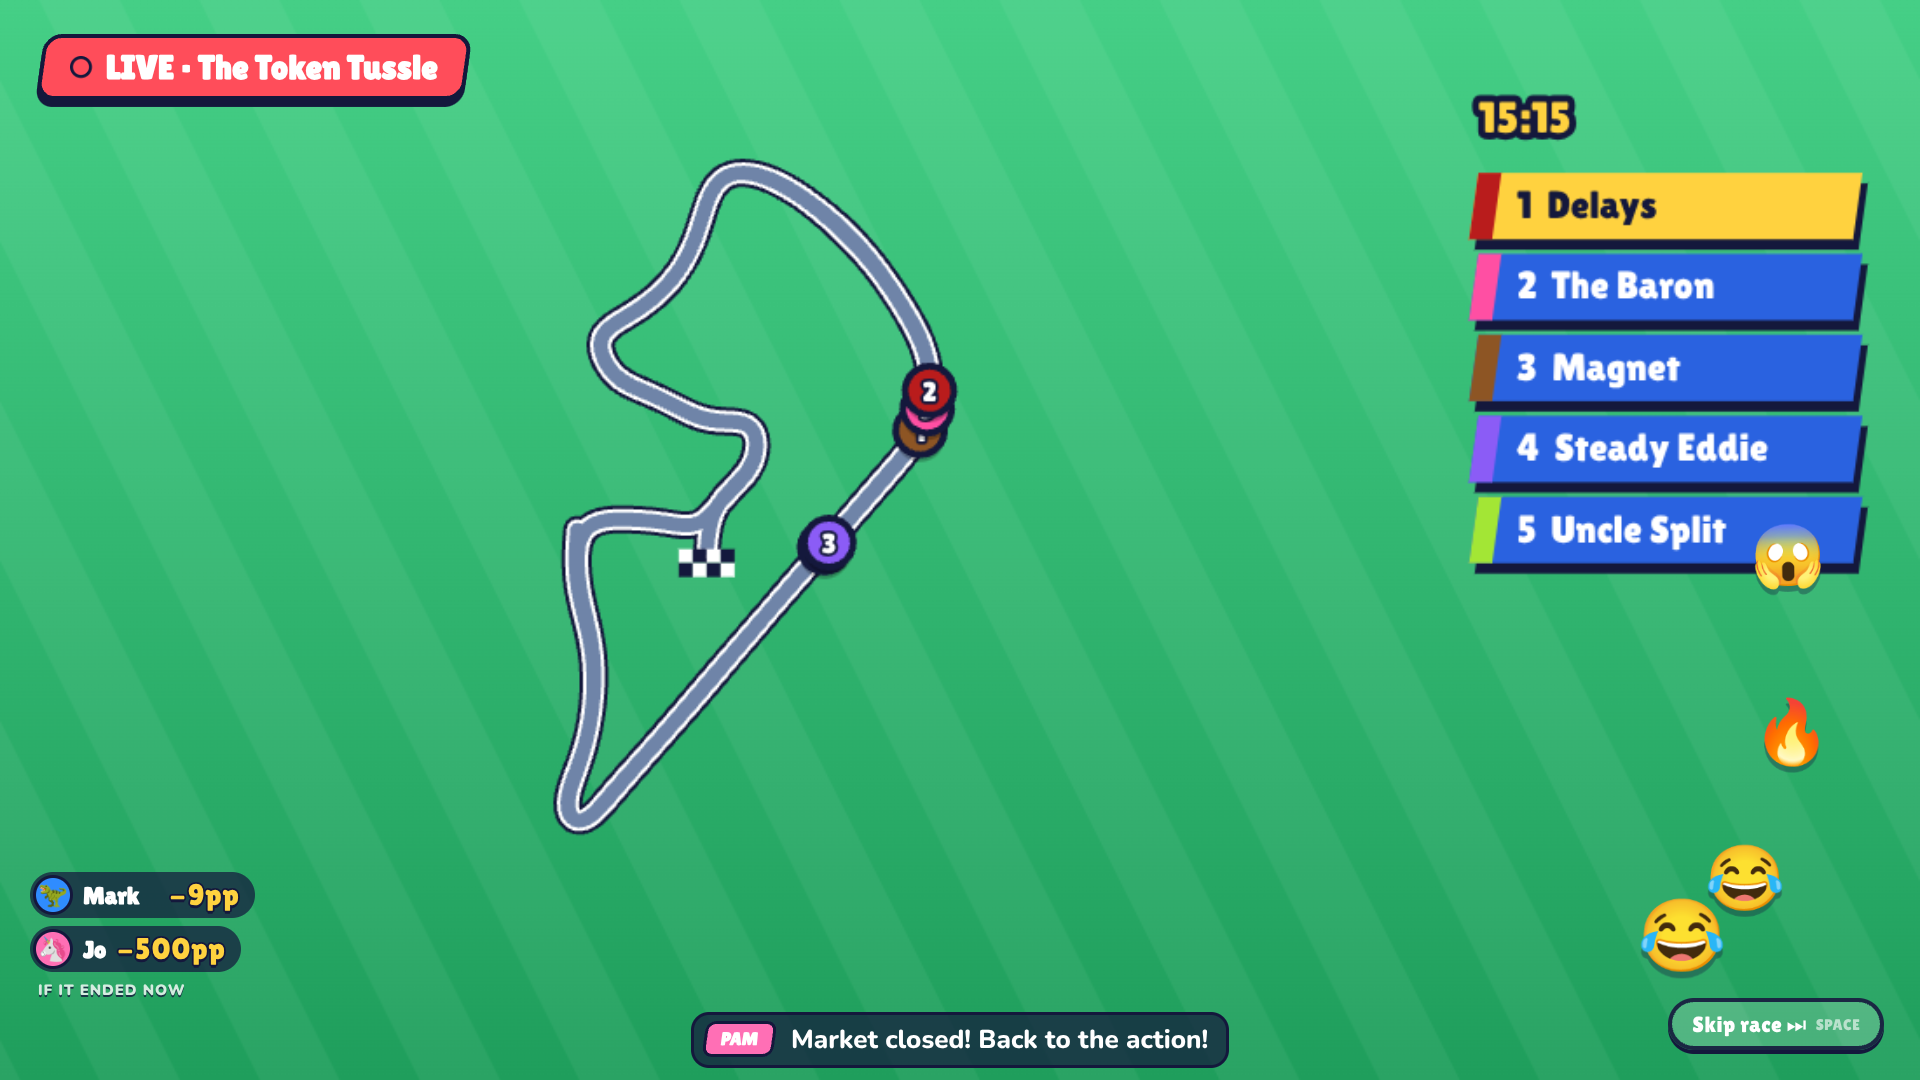 LIVE · The Token Tussle
15:15
1 Delays
2 The Baron
3 Magnet
4 Steady Eddie
5 Uncle Split
2
3
Mark −9pp
Jo −500pp
IF IT ENDED NOW
PAM Market closed! Back to the action!
Skip race SPACE